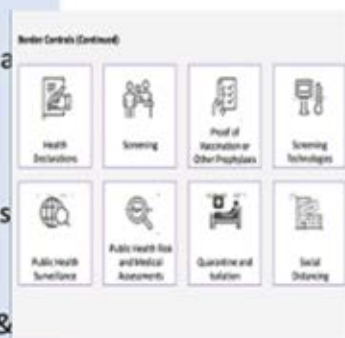 Border Controls (Continued)
a
Health
Declarations
Screening
Proof of
Vaccination or
Other Prophylaxis
Screening
Technologies
s
Public Health
Surveillance
Public Health Risk
and Medical
Assessments
Quarantine and
Isolation
Social
Distancing
&